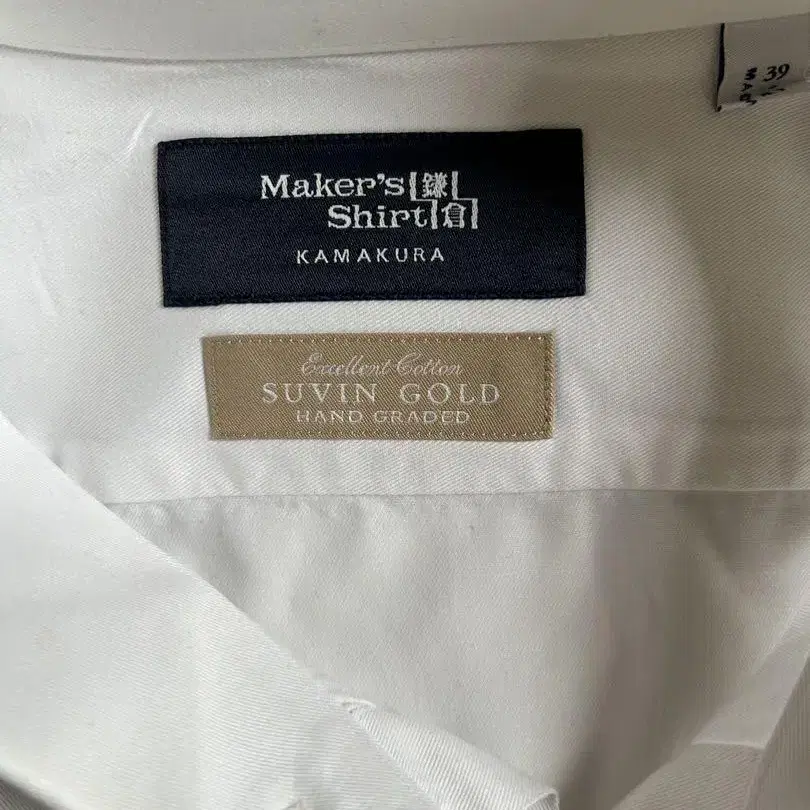 Maker's 鎌
Shirt 倉
KAMAKURA
Excellent Cotton
SUVIN GOLD
HAND GRADED
39